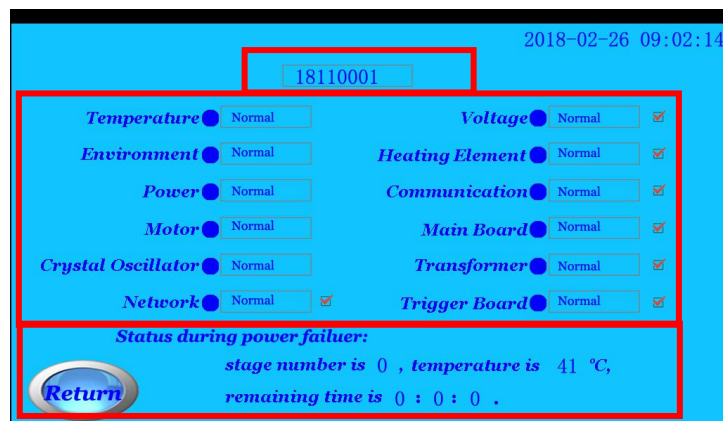 2018-02-26 09:02:14
18110001
Temperature Normal Voltage Normal
Environment Normal Heating Element Normal
Power Normal Communication Normal
Motor Normal Main Board Normal
Crystal Oscillator Normal Transformer Normal
Network Normal Trigger Board Normal
Status during power failuer:
stage number is 0 , temperature is 41 ℃,
Return remaining time is 0 : 0 : 0 .